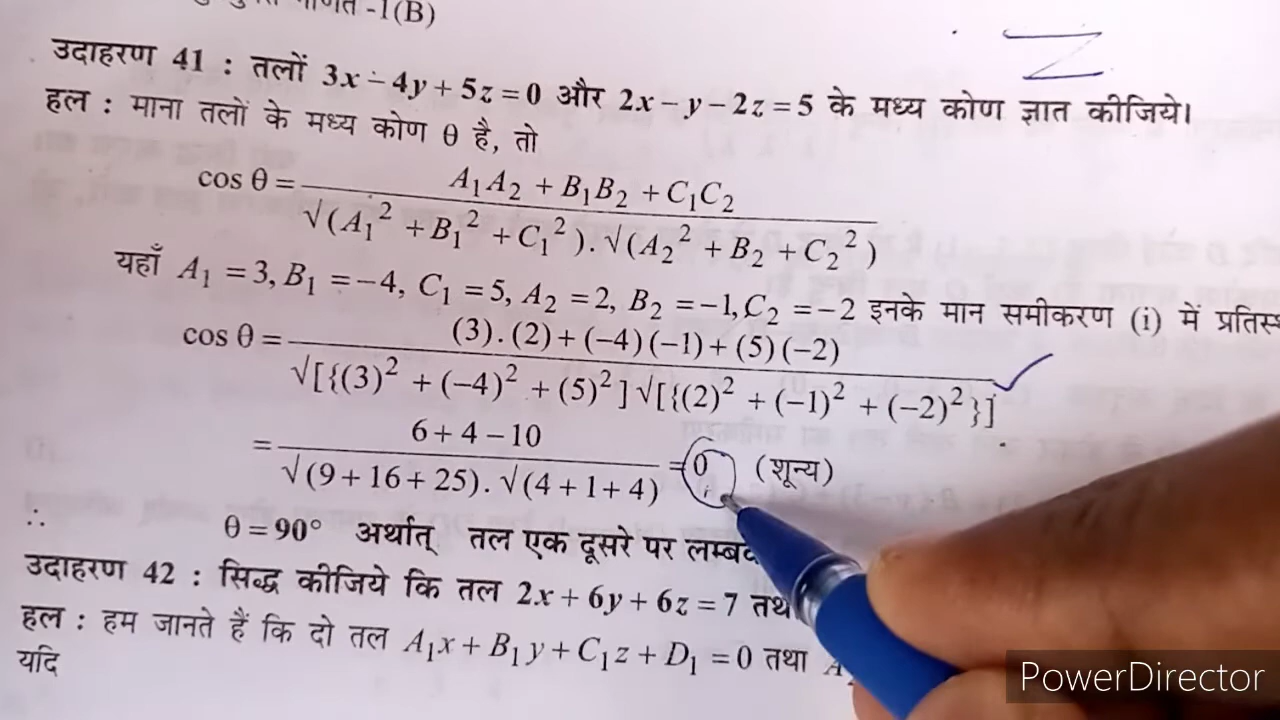 -1(B)
उदाहरण 41 : तलों 3x - 4y + 5z = 0 और 2x - y - 2z = 5 के मध्य कोण ज्ञात कीजिये।
हल : माना तलों के मध्य कोण θ है, तो
cos θ = A₁A₂ + B₁B₂ + C₁C₂ / √(A₁² + B₁² + C₁²).√(A₂² + B₂ + C₂²)
यहाँ A₁ = 3, B₁ = -4, C₁ = 5, A₂ = 2, B₂ = -1, C₂ = -2 इनके मान समीकरण (i) में
cos θ = (3).(2) + (-4)(-1) + (5)(-2) / √[{(3)² + (-4)² + (5)²] √[{(2)² + (-1)² + (-2)²}]
= 6 + 4 - 10 / √(9 + 16 + 25).√(4 + 1 + 4) = 0 (शून्य)
∴ θ = 90° अर्थात् तल एक दूसरे पर
उदाहरण 42 : सिद्ध कीजिये कि तल 2x + 6y + 6z = 7
हल : हम जानते हैं कि दो तल A₁x + B₁y + C₁z + D₁ = 0 तथा
यदि
PowerDirector